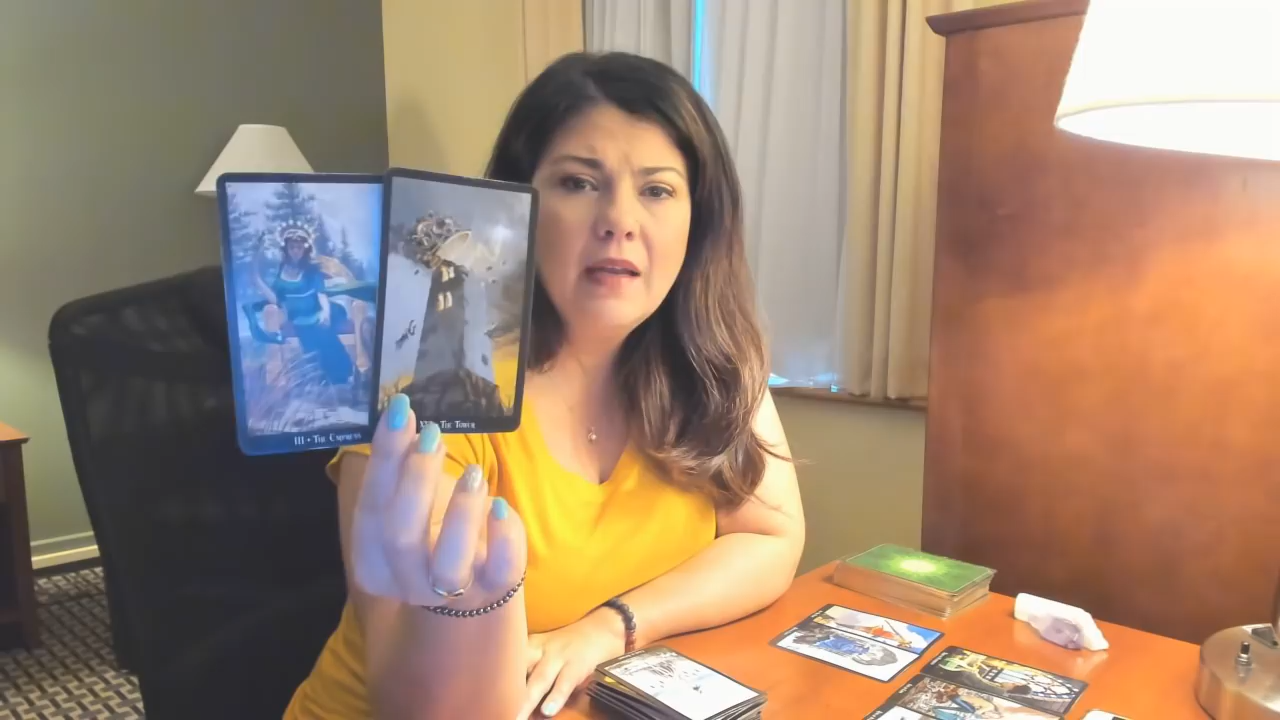 III • The Empress
XVI • The Tower